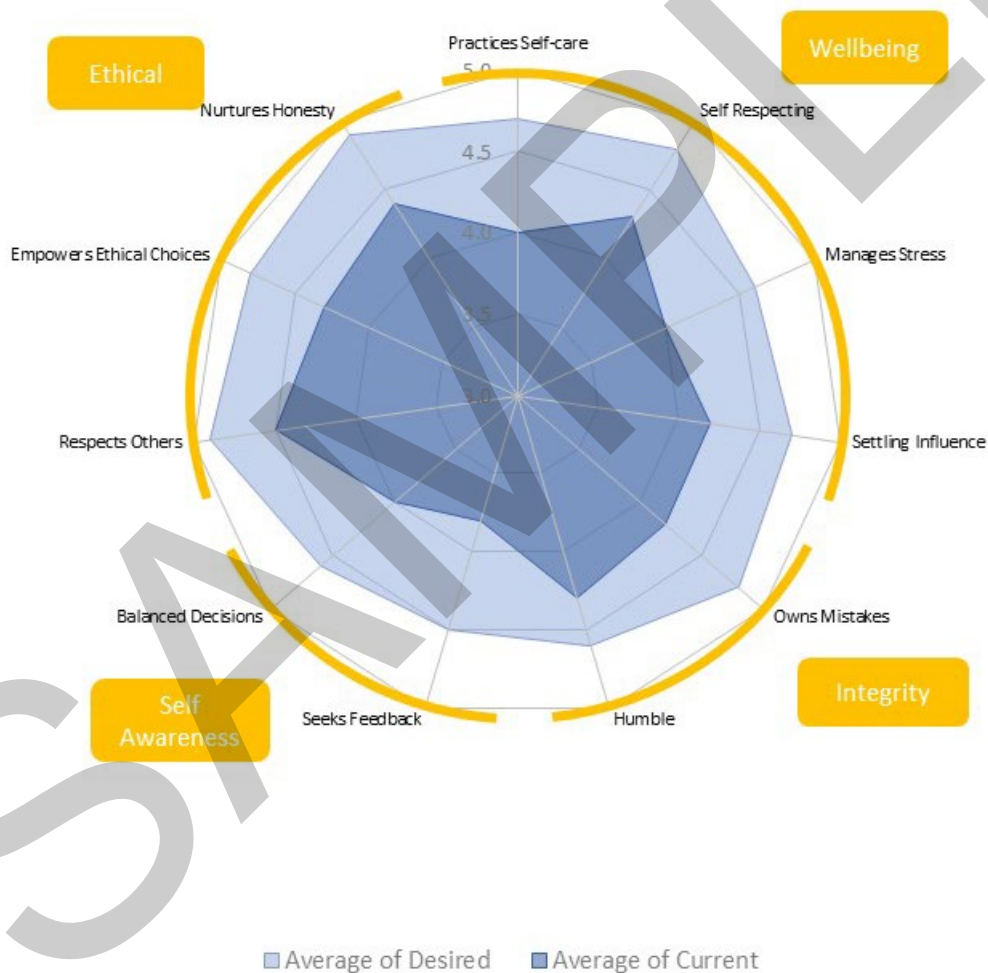 Practices Self-care
Wellbeing
Ethical
5.0
Nurtures Honesty
Self Respecting
4.5
4.0
Empowers Ethical Choices
Manages Stress
3.5
3.0
Respects Others
Settling Influence
Balanced Decisions
Owns Mistakes
Self
Awareness
Integrity
Seeks Feedback
Humble
SAMPLE
Average of Desired
Average of Current